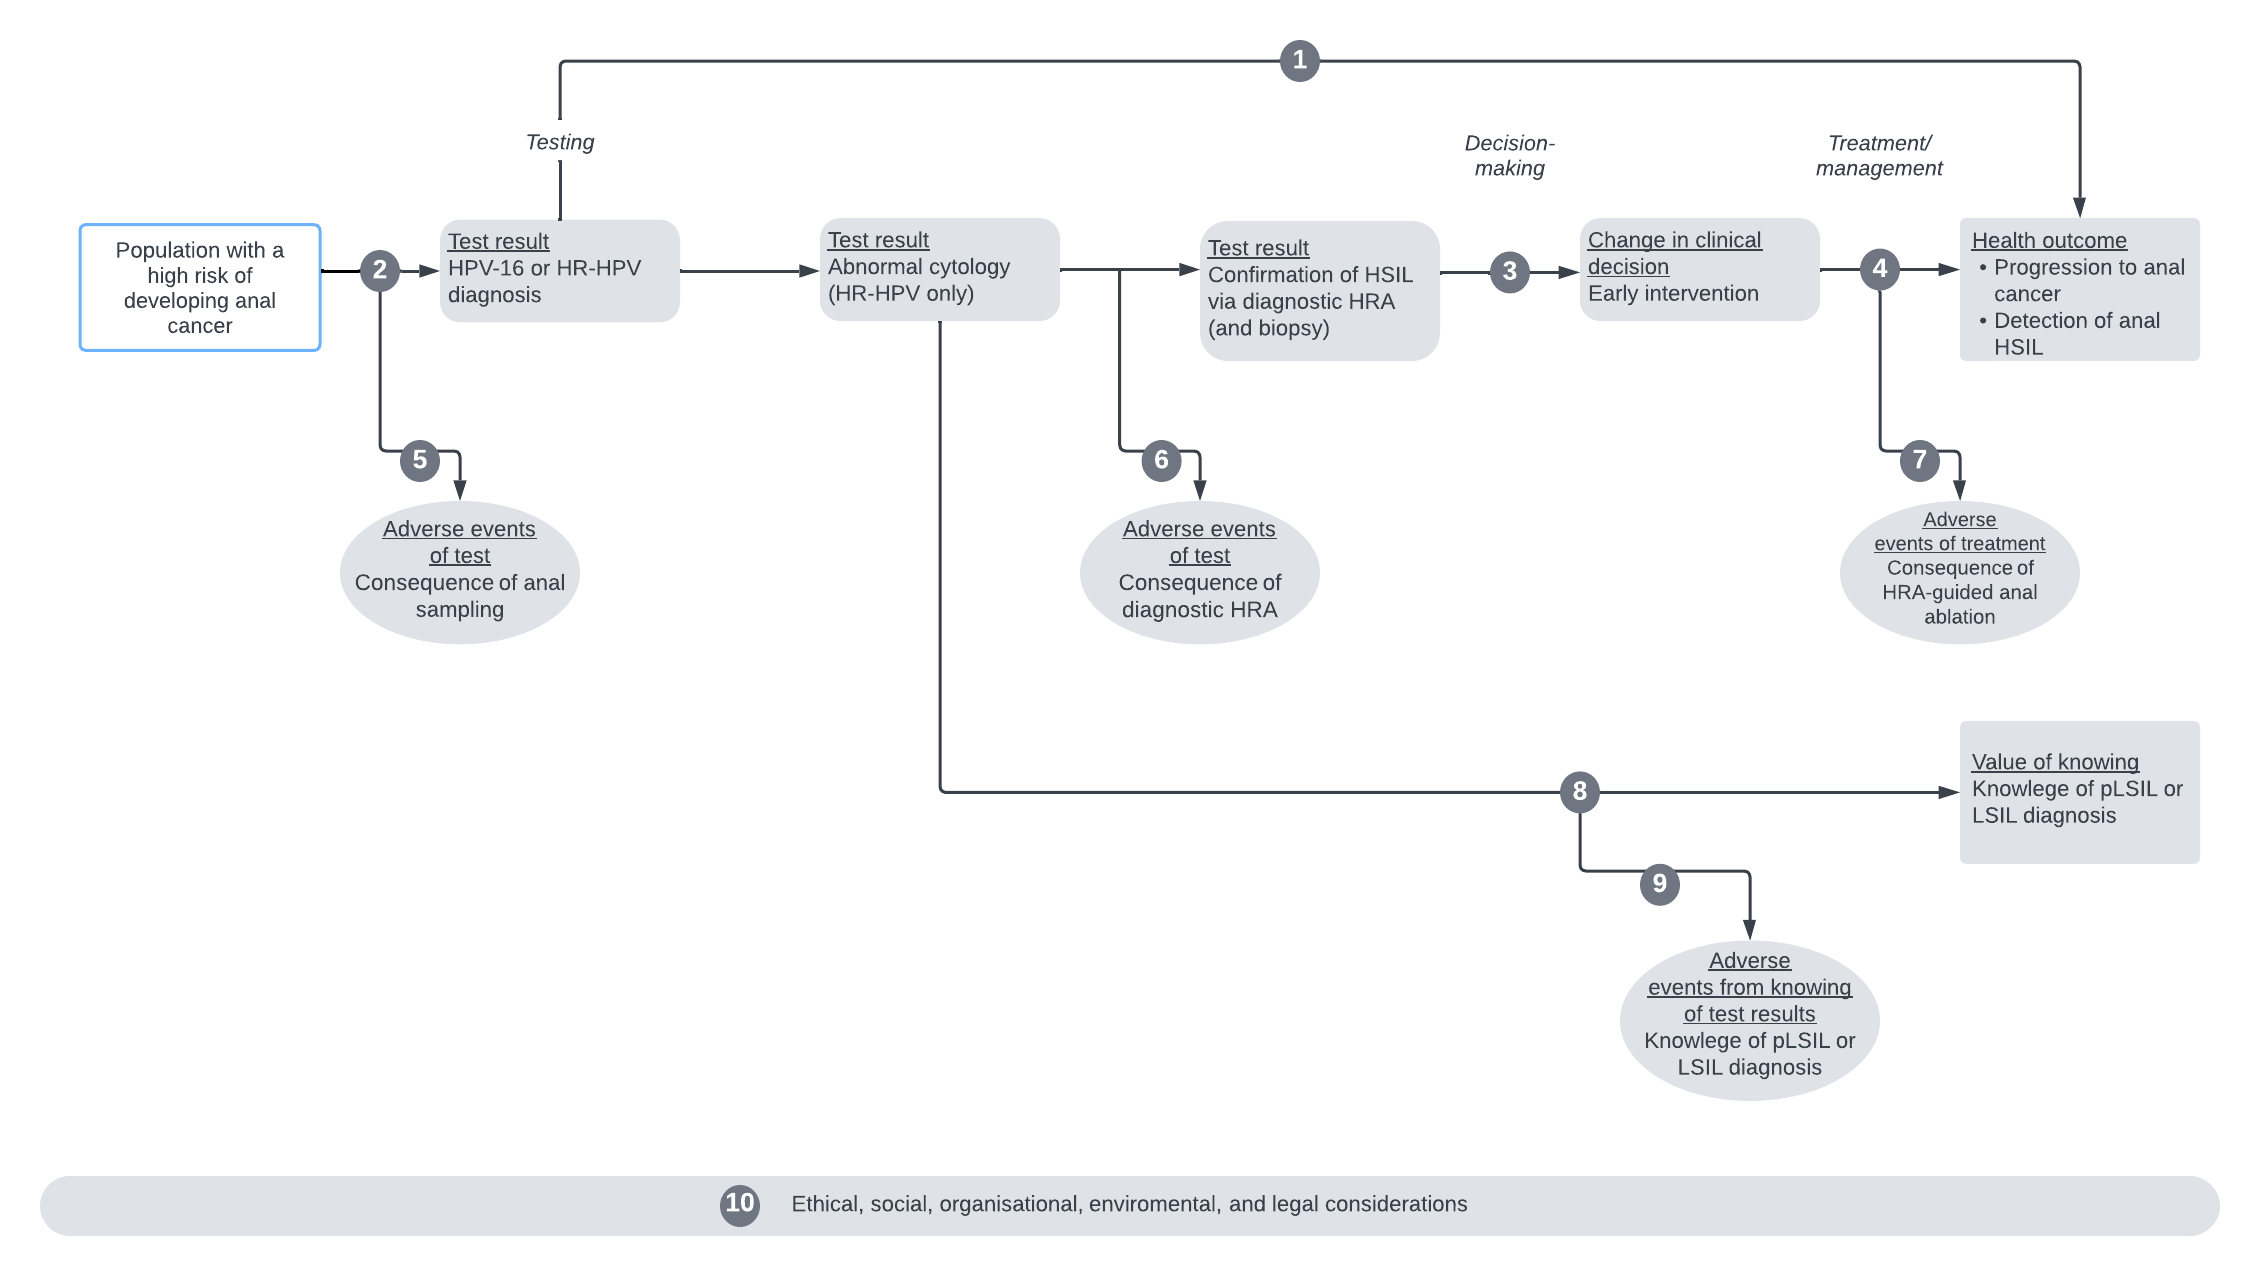 1
Testing
Decision-
making
Treatment/
management
Population with a
high risk of
developing anal
cancer
2
Test result
HPV-16 or HR-HPV
diagnosis
Test result
Abnormal cytology
(HR-HPV only)
Test result
Confirmation of HSIL
via diagnostic HRA
(and biopsy)
3
Change in clinical
decision
Early intervention
4
Health outcome
• Progression to anal
cancer
• Detection of anal
HSIL
5
6
7
Adverse events
of test
Consequence of anal
sampling
Adverse events
of test
Consequence of
diagnostic HRA
Adverse
events of treatment
Consequence of
HRA-guided anal
ablation
8
Value of knowing
Knowlege of pLSIL or
LSIL diagnosis
9
Adverse
events from knowing
of test results
Knowlege of pLSIL or
LSIL diagnosis
10 Ethical, social, organisational, enviromental, and legal considerations